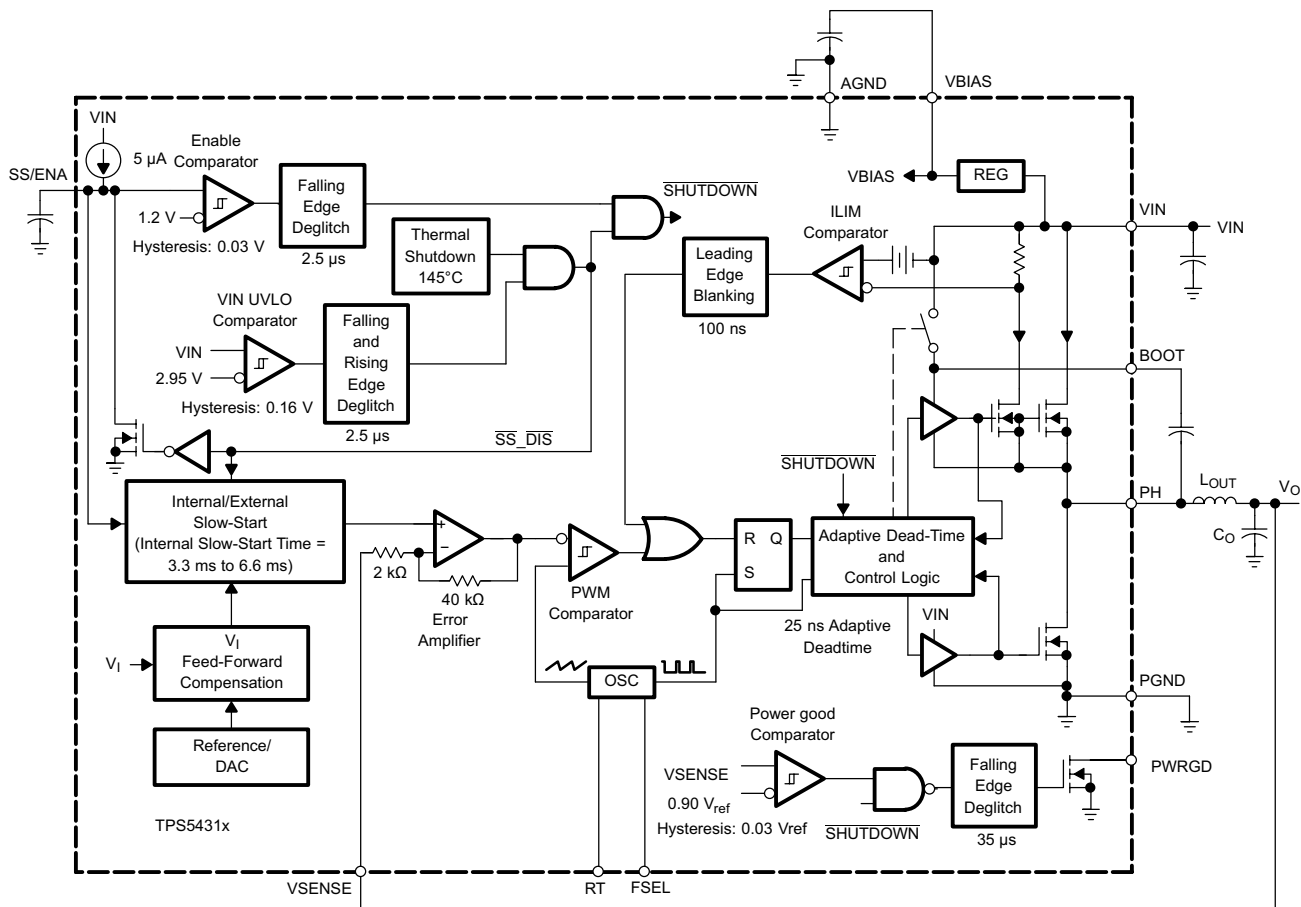 AGND
VBIAS
VIN
5 µA
Enable
Comparator
SS/ENA
1.2 V
Hysteresis: 0.03 V
Falling
Edge
Deglitch
2.5 µs
SHUTDOWN
VBIAS
REG
Thermal
Shutdown
145°C
ILIM
Comparator
VIN
VIN
Leading
Edge
Blanking
100 ns
VIN UVLO
Comparator
VIN
2.95 V
Hysteresis: 0.16 V
Falling
and
Rising
Edge
Deglitch
2.5 µs
BOOT
SS_DIS
SHUTDOWN
Internal/External
Slow-Start
(Internal Slow-Start Time =
3.3 ms to 6.6 ms)
2 kΩ
+
−
40 kΩ
Error
Amplifier
PWM
Comparator
R
Q
S
Adaptive Dead-Time
and
Control Logic
25 ns Adaptive
Deadtime
VIN
PH
LOUT
VO
CO
VI
VI
Feed-Forward
Compensation
OSC
PGND
Reference/
DAC
Power good
Comparator
VSENSE
0.90 Vref
Hysteresis: 0.03 Vref
SHUTDOWN
Falling
Edge
Deglitch
35 µs
PWRGD
TPS5431x
VSENSE
RT
FSEL